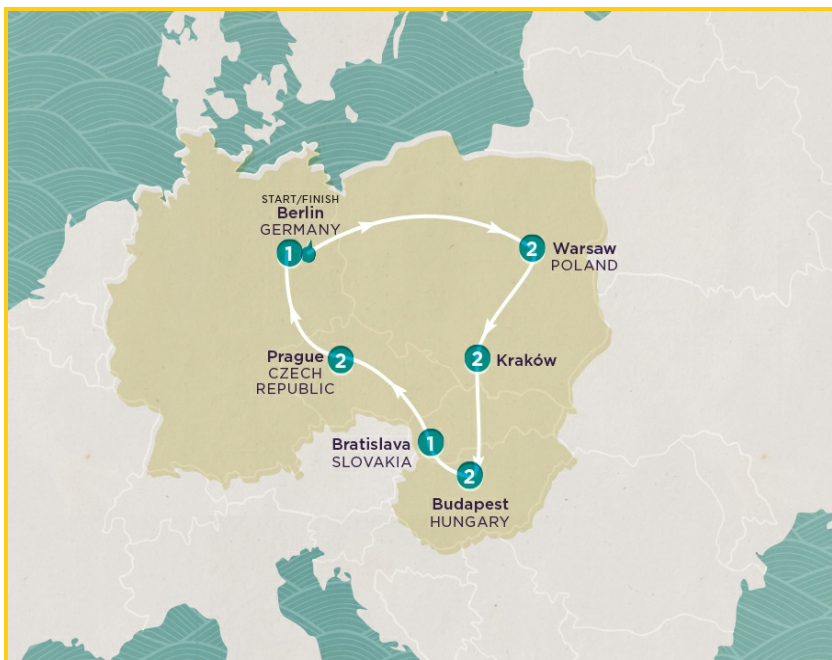 START/FINISH
Berlin
GERMANY
1
2
Warsaw
POLAND
Prague
CZECH
REPUBLIC
2
2
Kraków
Bratislava
SLOVAKIA
1
2
Budapest
HUNGARY